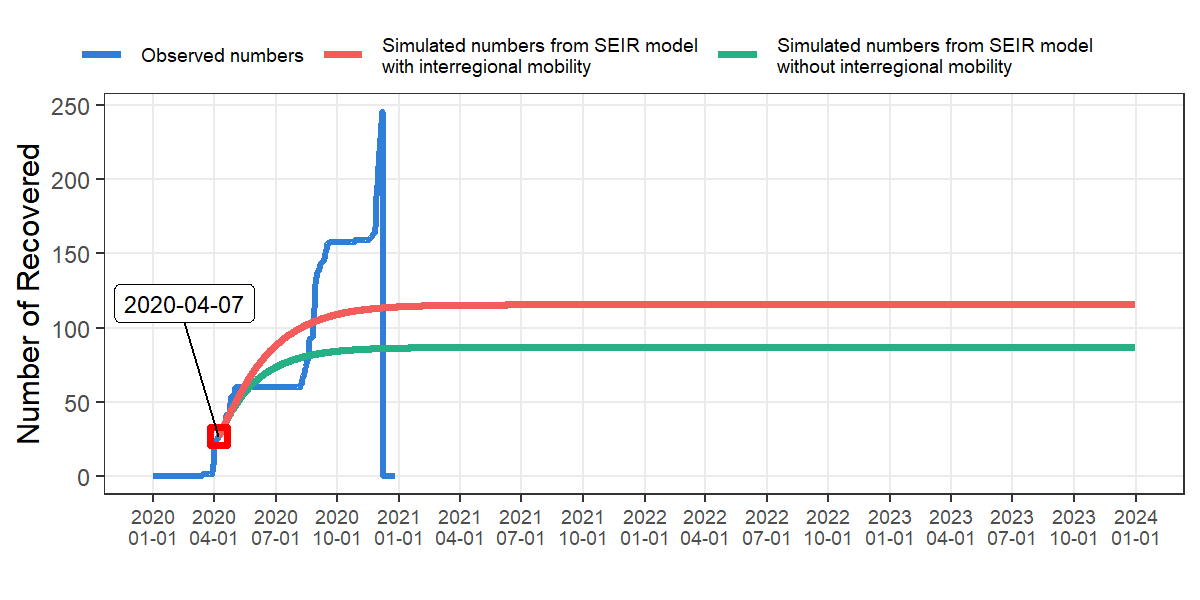 Observed numbers
Simulated numbers from SEIR model
with interregional mobility
Simulated numbers from SEIR model
without interregional mobility
Number of Recovered
250
200
150
100
50
0
2020-04-07
2020 2020 2020 2020 2021 2021 2021 2021 2022 2022 2022 2022 2023 2023 2023 2023 2024
01-01 04-01 07-01 10-01 01-01 04-01 07-01 10-01 01-01 04-01 07-01 10-01 01-01 04-01 07-01 10-01 01-01